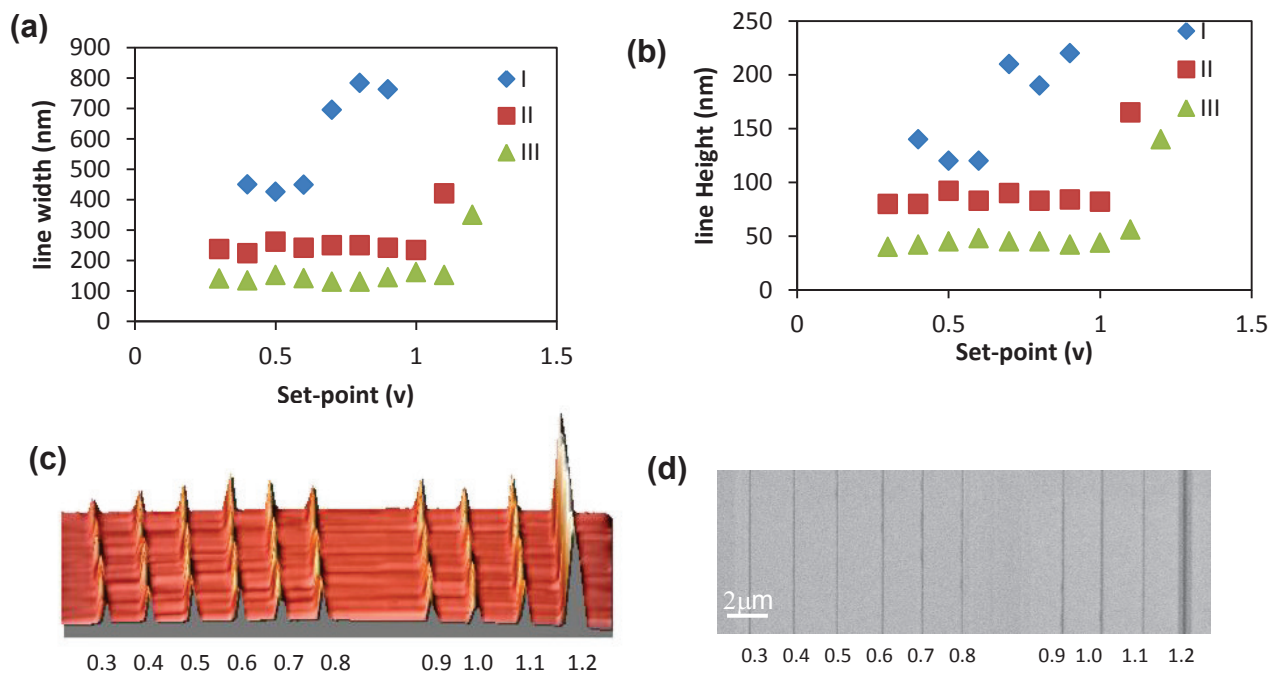 (a)
900
800
700
600
500
400
300
200
100
0
0
0.5
1
1.5
line width (nm)
Set-point (v)
I
II
III
(b)
250
200
150
100
50
0
0
0.5
1
1.5
line Height (nm)
Set-point (v)
I
II
III
(c)
0.3 0.4 0.5 0.6 0.7 0.8 0.9 1.0 1.1 1.2
(d)
2μm
0.3 0.4 0.5 0.6 0.7 0.8 0.9 1.0 1.1 1.2